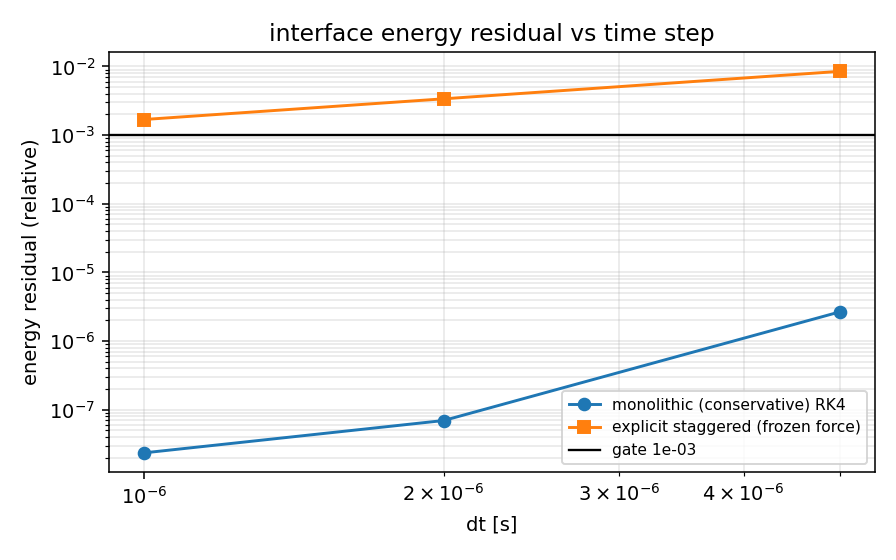 interface energy residual vs time step
energy residual (relative)
10⁻²
10⁻³
10⁻⁴
10⁻⁵
10⁻⁶
10⁻⁷
monolithic (conservative) RK4
explicit staggered (frozen force)
gate 1e-03
10⁻⁶
2 × 10⁻⁶
3 × 10⁻⁶
4 × 10⁻⁶
dt [s]